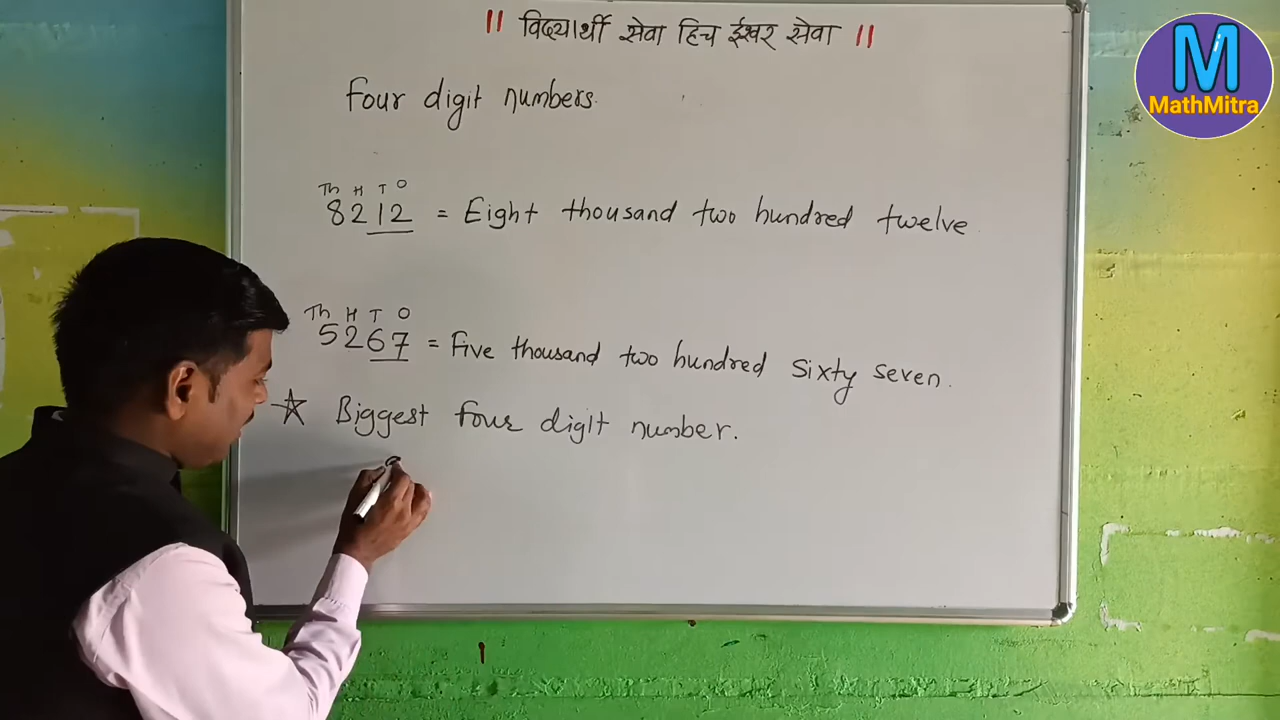 ॥ विद्यार्थी सेवा हिच ईश्वर सेवा ॥
M
MathMitra
Four digit numbers.
Th H T O
8212 = Eight thousand two hundred twelve
Th H T O
5267 = Five thousand two hundred Sixty seven.
☆ Biggest four digit number.